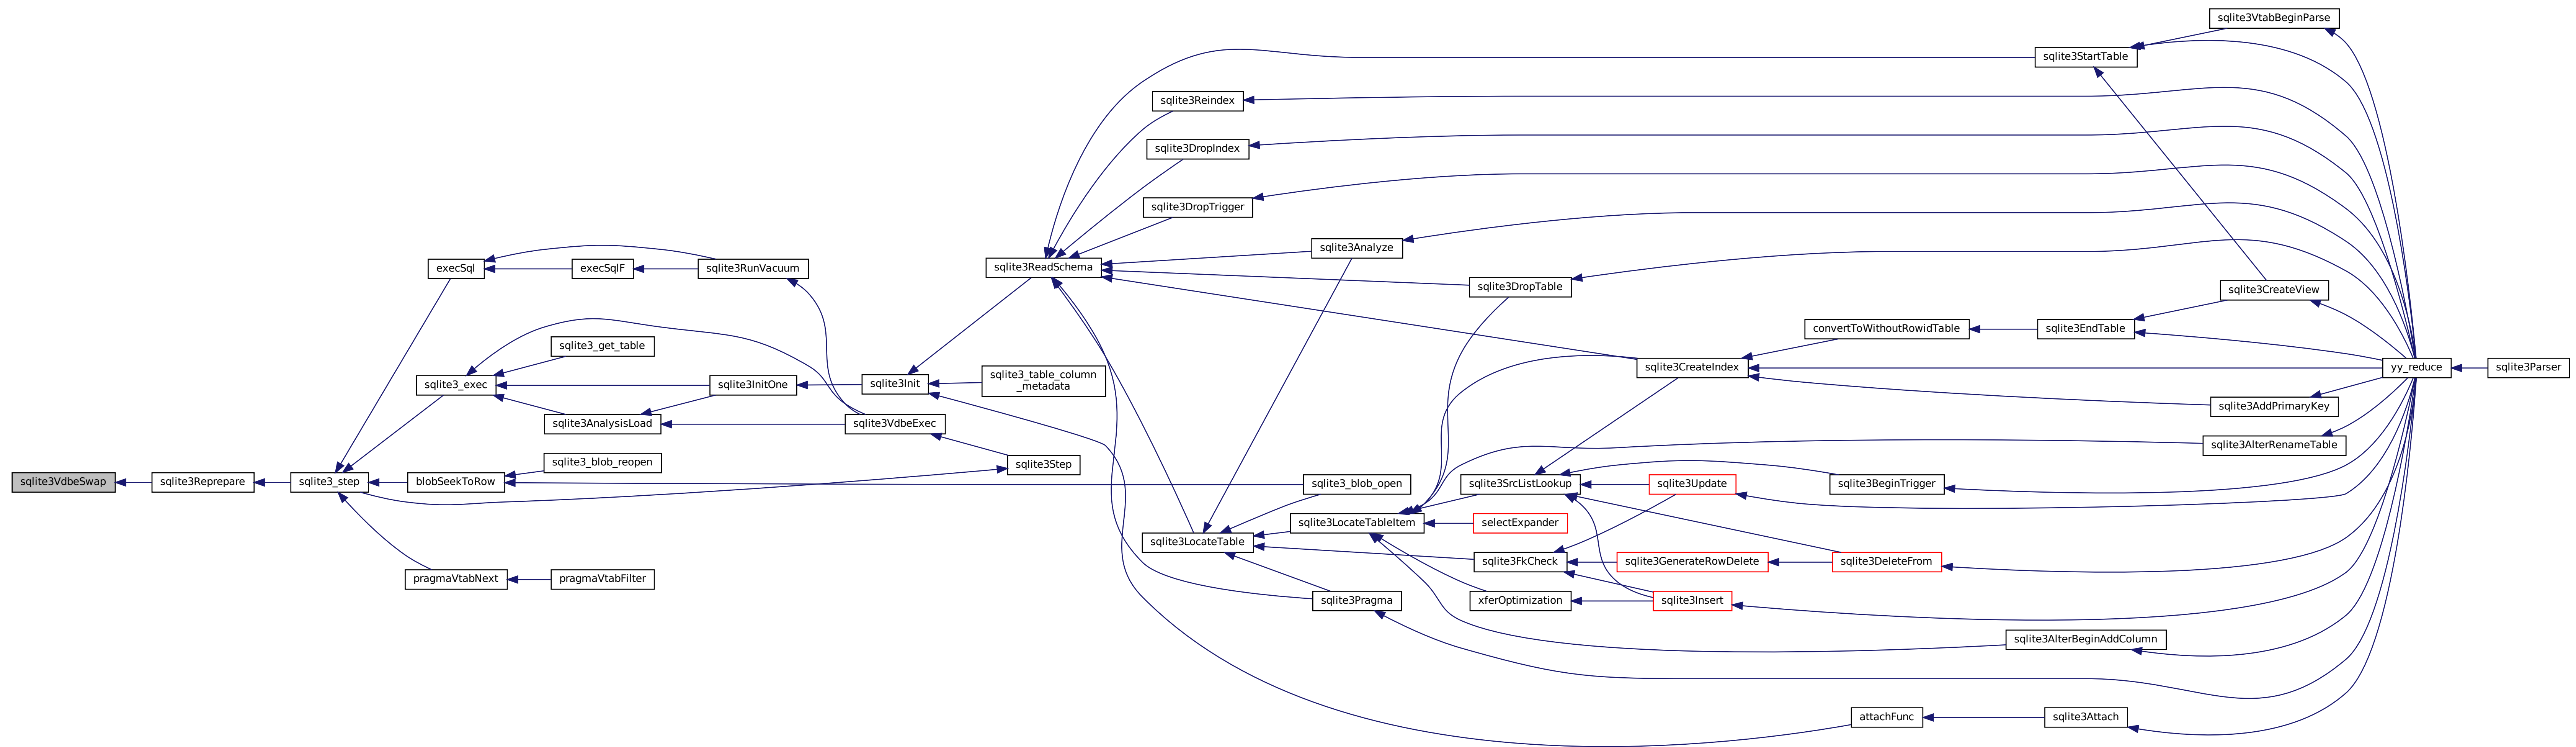 sqlite3VtabBeginParse
sqlite3StartTable
sqlite3Reindex
sqlite3DropIndex
sqlite3DropTrigger
sqlite3Analyze
execSql
execSqlF
sqlite3RunVacuum
sqlite3ReadSchema
sqlite3DropTable
sqlite3CreateView
convertToWithoutRowidTable
sqlite3EndTable
sqlite3_get_table
sqlite3_exec
sqlite3InitOne
sqlite3Init
sqlite3_table_column
_metadata
sqlite3CreateIndex
yy_reduce
sqlite3Parser
sqlite3AddPrimaryKey
sqlite3AnalysisLoad
sqlite3VdbeExec
sqlite3AlterRenameTable
sqlite3_blob_reopen
sqlite3Step
sqlite3VdbeSwap
sqlite3Reprepare
sqlite3_step
blobSeekToRow
sqlite3_blob_open
sqlite3SrcListLookup
sqlite3Update
sqlite3BeginTrigger
sqlite3LocateTableItem
selectExpander
sqlite3LocateTable
sqlite3FkCheck
sqlite3GenerateRowDelete
sqlite3DeleteFrom
pragmaVtabNext
pragmaVtabFilter
sqlite3Pragma
xferOptimization
sqlite3Insert
sqlite3AlterBeginAddColumn
attachFunc
sqlite3Attach